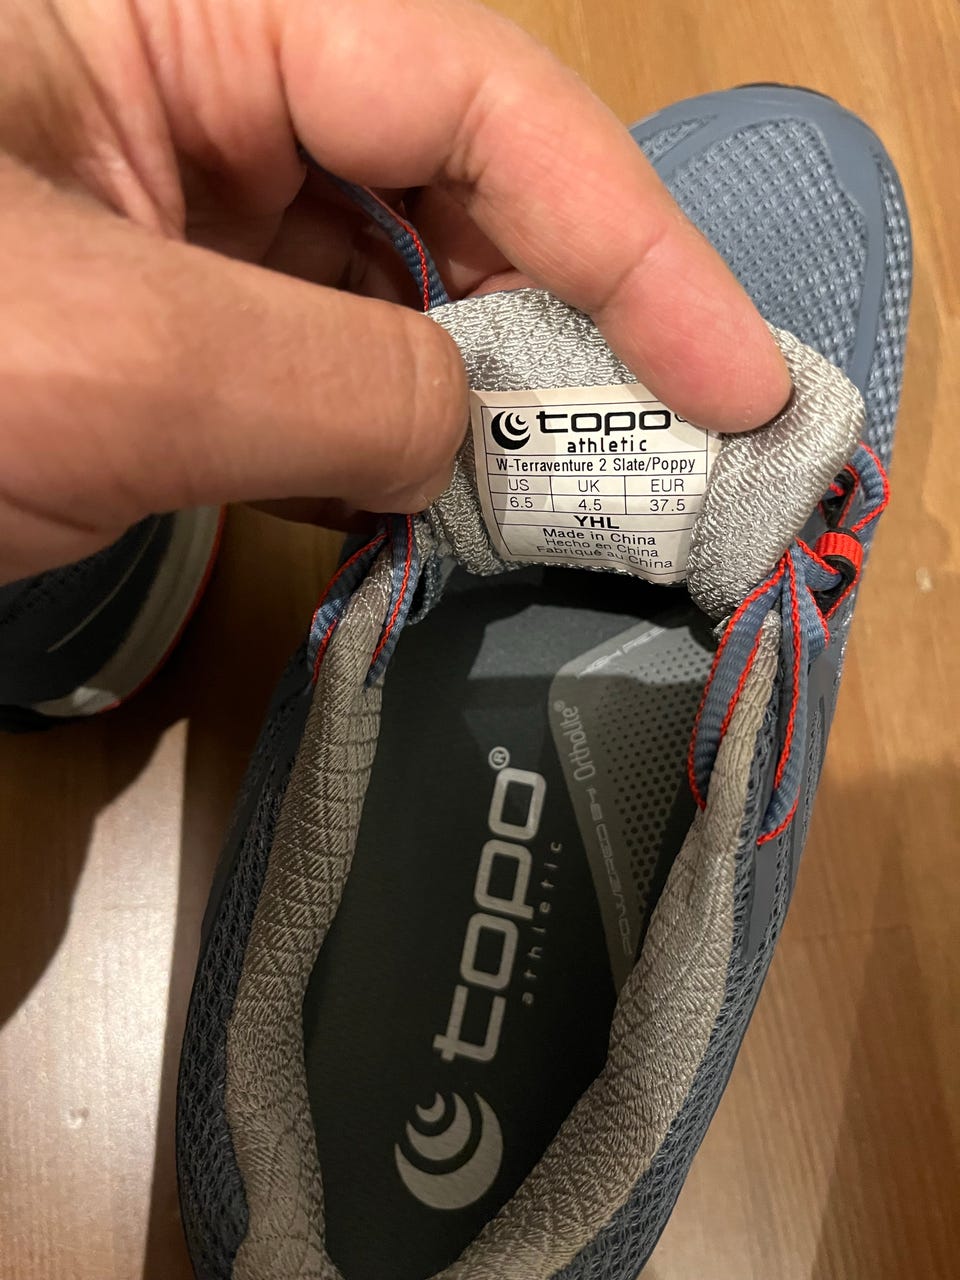 topo
athletic
W-Terraventure 2 Slate/Poppy
US UK EUR
6.5 4.5 37.5
YHL
Made in China
Hecho en China
Fabriqué au China
Ortholite®
topo®
athletic